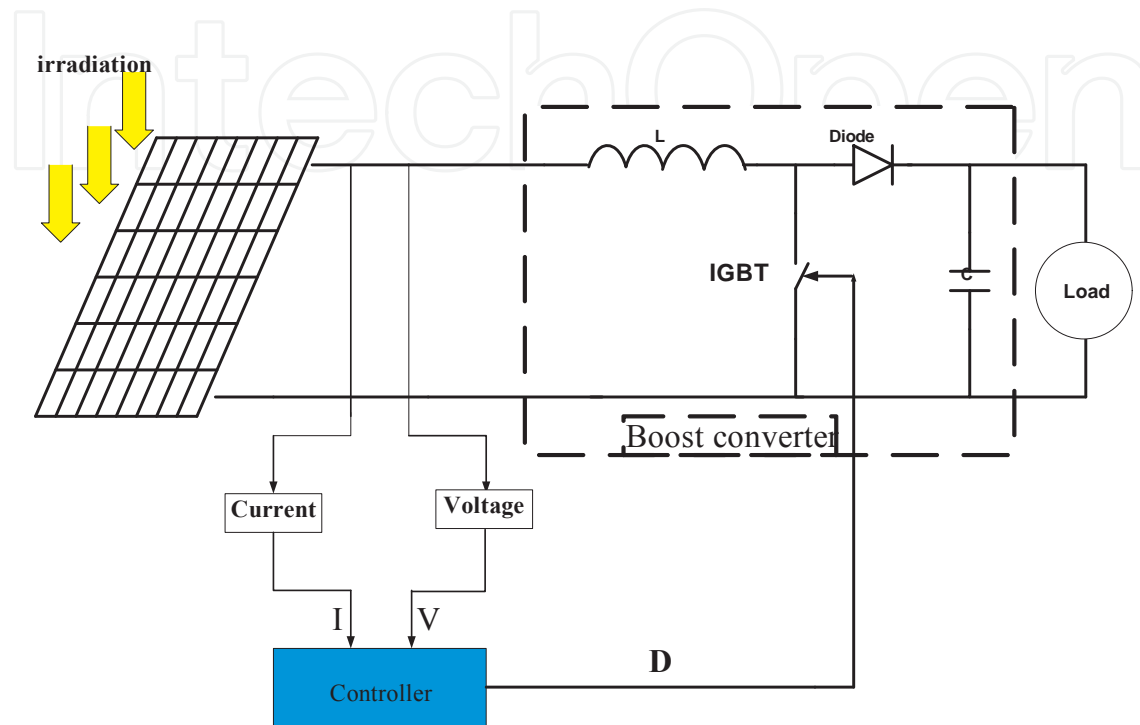 IntechOpen
irradiation
L
Diode
IGBT
C
Load
Boost converter
Current
Voltage
I
V
D
Controller